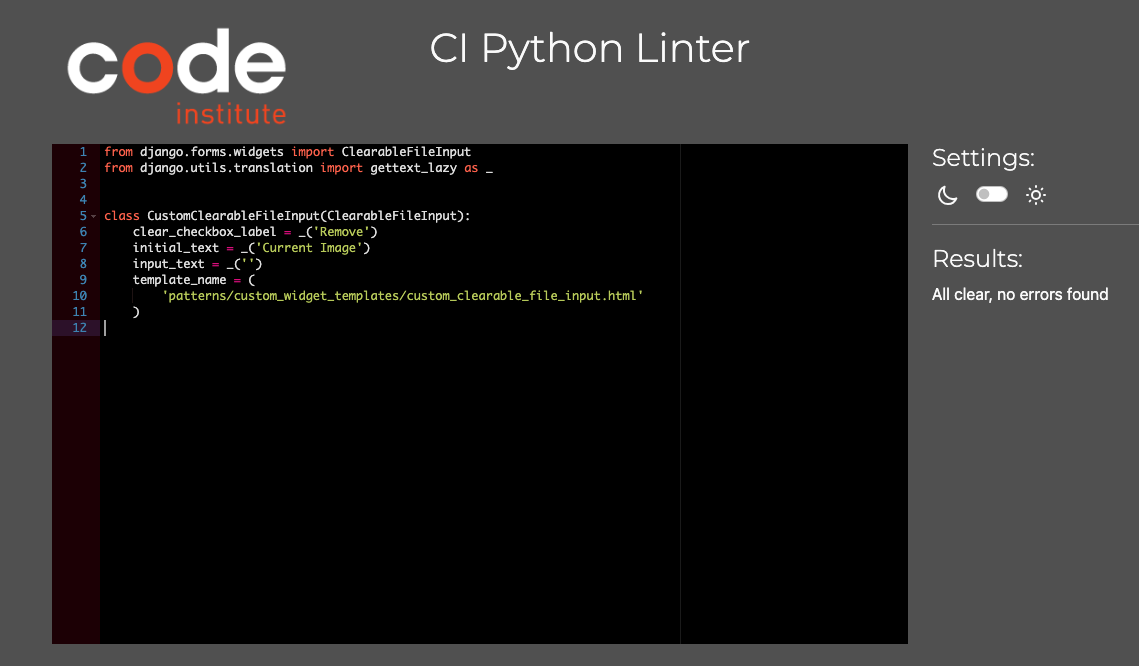 code
institute
CI Python Linter
1 from django.forms.widgets import ClearableFileInput
2 from django.utils.translation import gettext_lazy as _
3
4
5 class CustomClearableFileInput(ClearableFileInput):
6     clear_checkbox_label = _('Remove')
7     initial_text = _('Current Image')
8     input_text = _('')
9     template_name = (
10         'patterns/custom_widget_templates/custom_clearable_file_input.html'
11     )
12
Settings:
Results:
All clear, no errors found